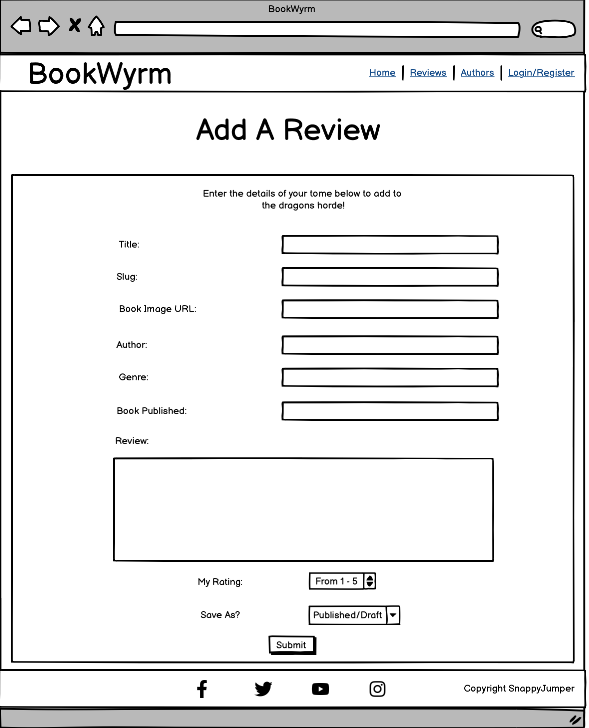 BookWyrm
BookWyrm
Home Reviews Authors Login/Register
Add A Review
Enter the details of your tome below to add to
the dragons horde!
Title:
Slug:
Book Image URL:
Author:
Genre:
Book Published:
Review:
My Rating: From 1 - 5
Save As? Published/Draft
Submit
Copyright SnappyJumper